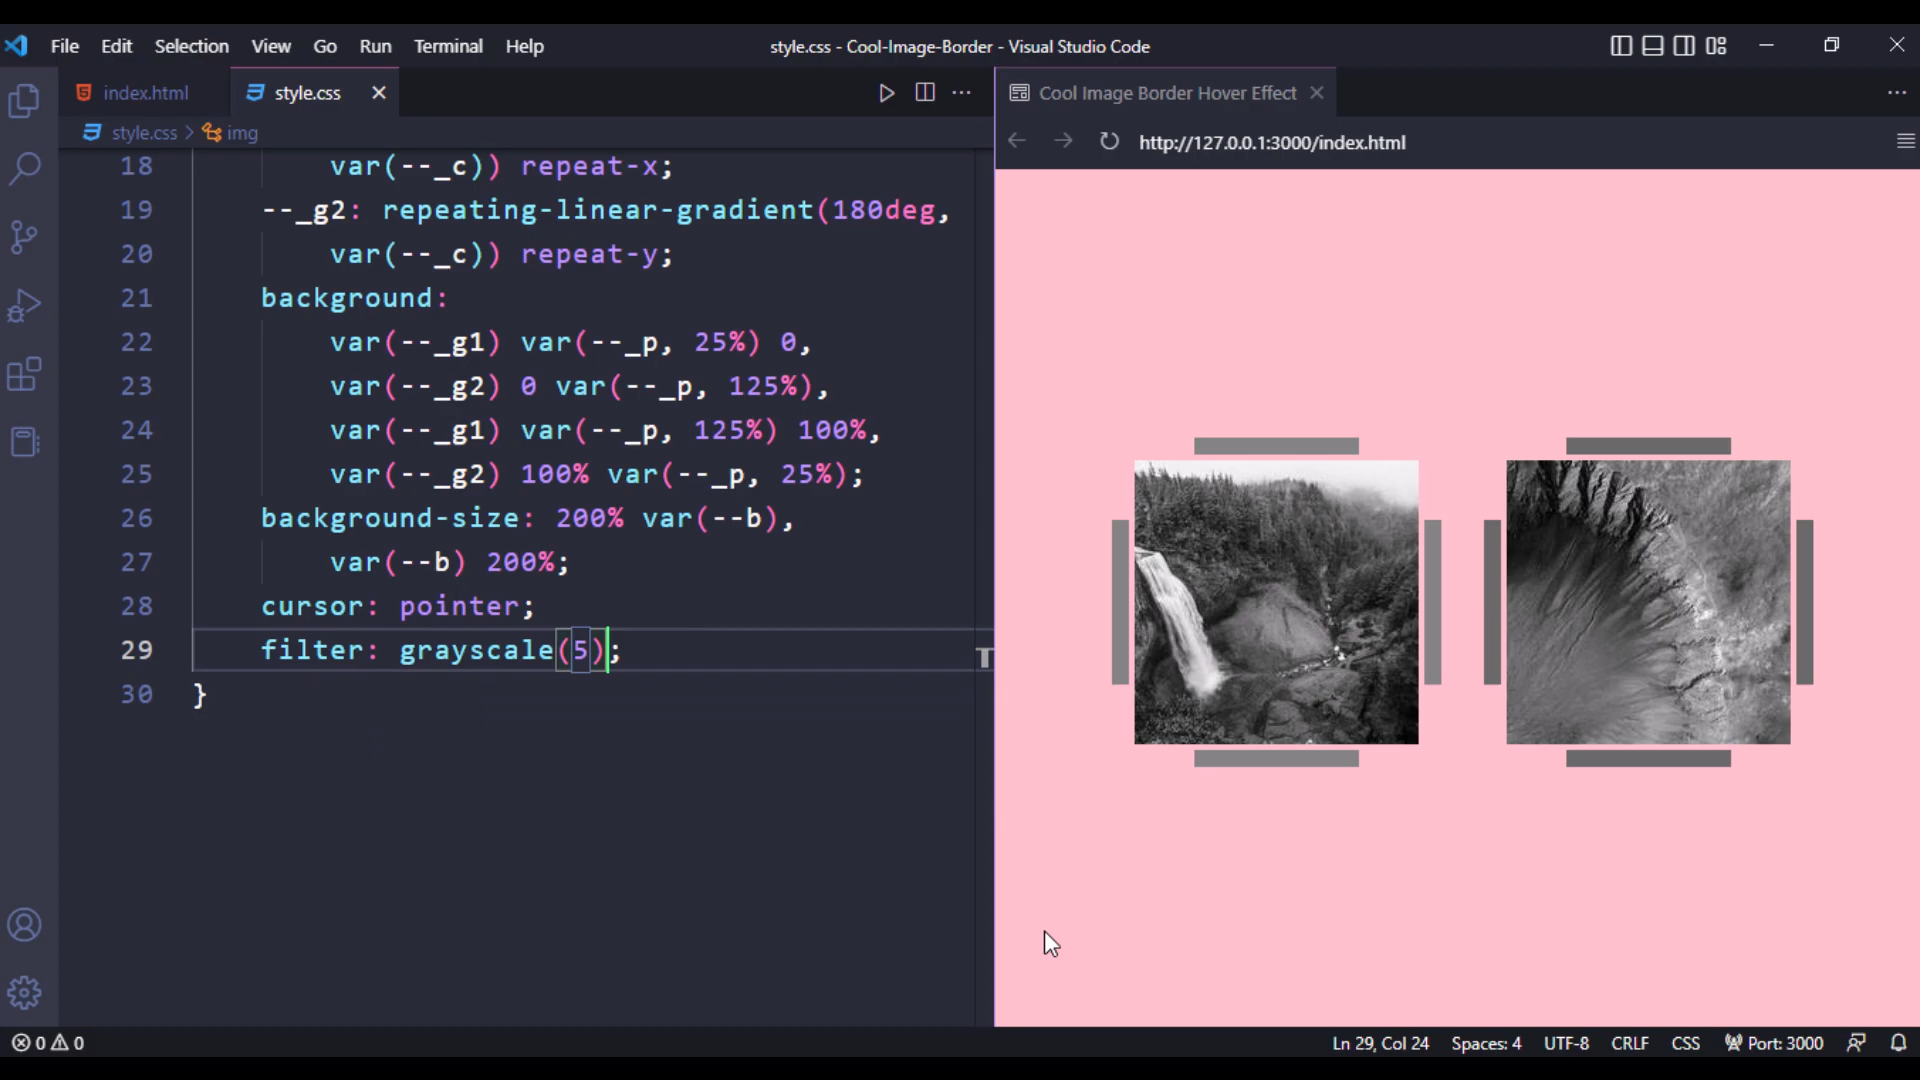 File Edit Selection View Go Run Terminal Help
style.css - Cool-Image-Border - Visual Studio Code
index.html
style.css
style.css > img
18 var(--_c)) repeat-x;
19 --_g2: repeating-linear-gradient(180deg,
20 var(--_c)) repeat-y;
21 background:
22 var(--_g1) var(--_p, 25%) 0,
23 var(--_g2) 0 var(--_p, 125%),
24 var(--_g1) var(--_p, 125%) 100%,
25 var(--_g2) 100% var(--_p, 25%);
26 background-size: 200% var(--b),
27 var(--b) 200%;
28 cursor: pointer;
29 filter: grayscale(5);
30 }
Cool Image Border Hover Effect
http://127.0.0.1:3000/index.html
0 0
Ln 29, Col 24 Spaces: 4 UTF-8 CRLF CSS Port: 3000